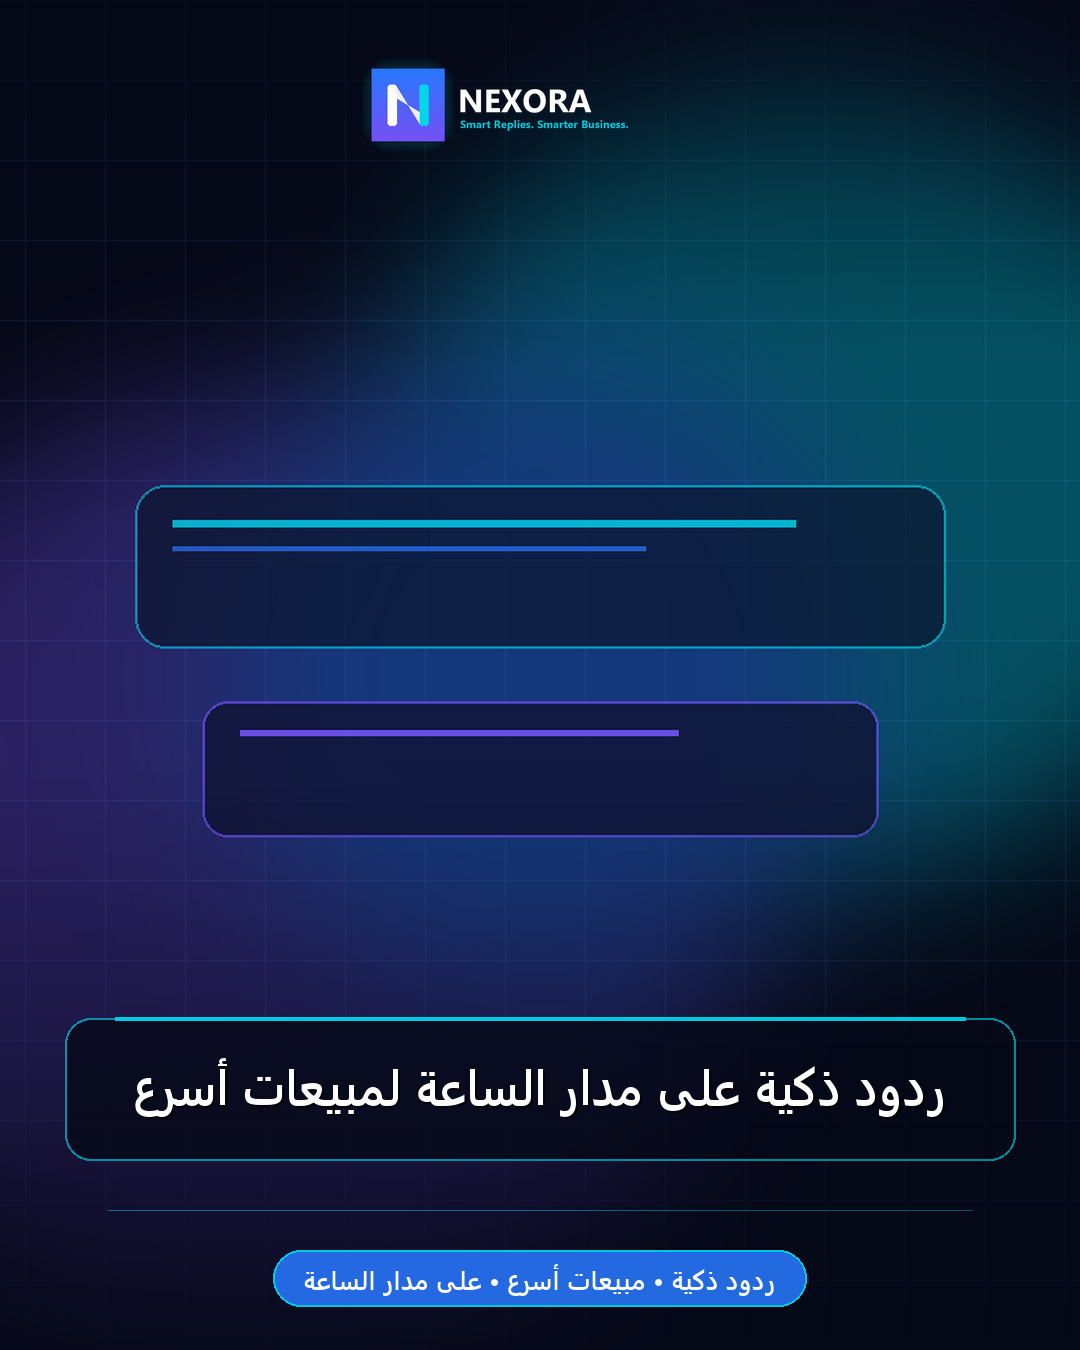 NEXORA
Smart Replies. Smarter Business.
ردود ذكية على مدار الساعة لمبيعات أسرع
ردود ذكية • مبيعات أسرع • على مدار الساعة